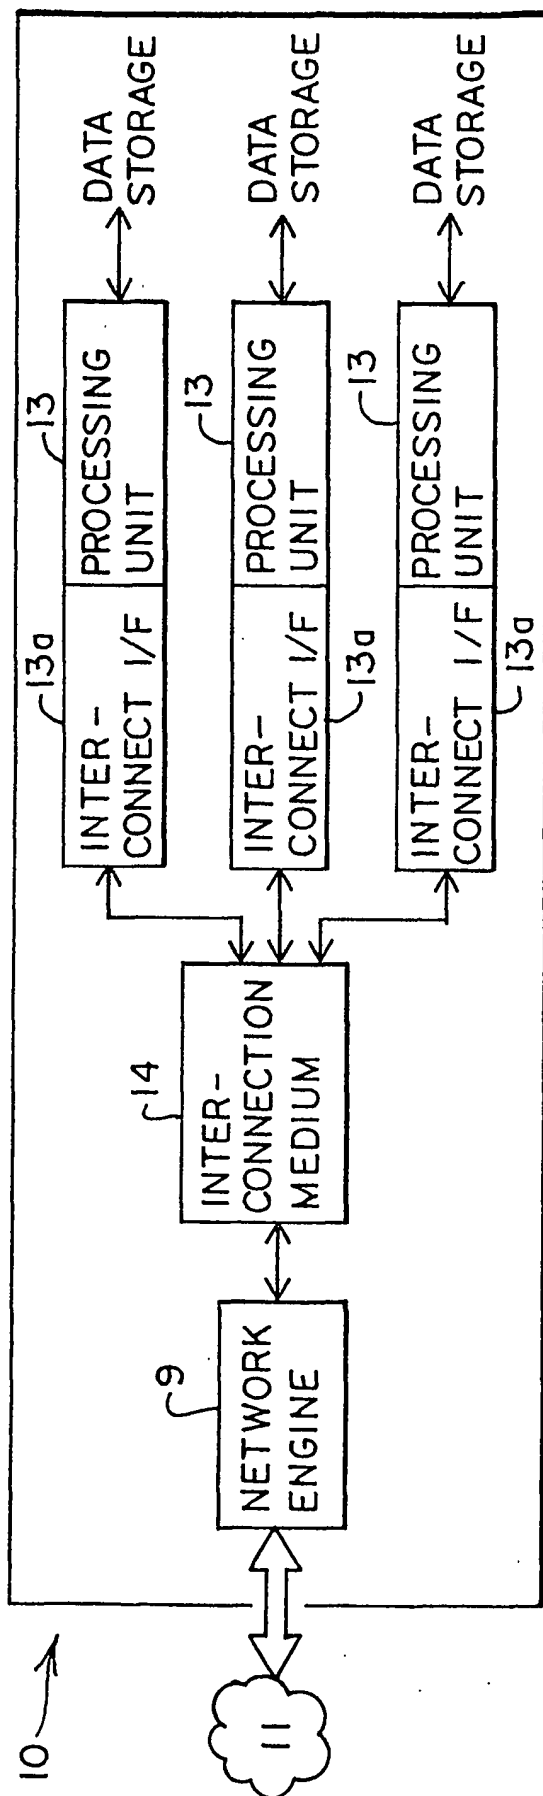 10
11
9
NETWORK
ENGINE
14
INTER-
CONNECTION
MEDIUM
13a
INTER-
CONNECT I/F
13
PROCESSING
UNIT
DATA
STORAGE
INTER-
CONNECT I/F
13a
13
PROCESSING
UNIT
DATA
STORAGE
INTER-
CONNECT I/F
13a
13
PROCESSING
UNIT
DATA
STORAGE